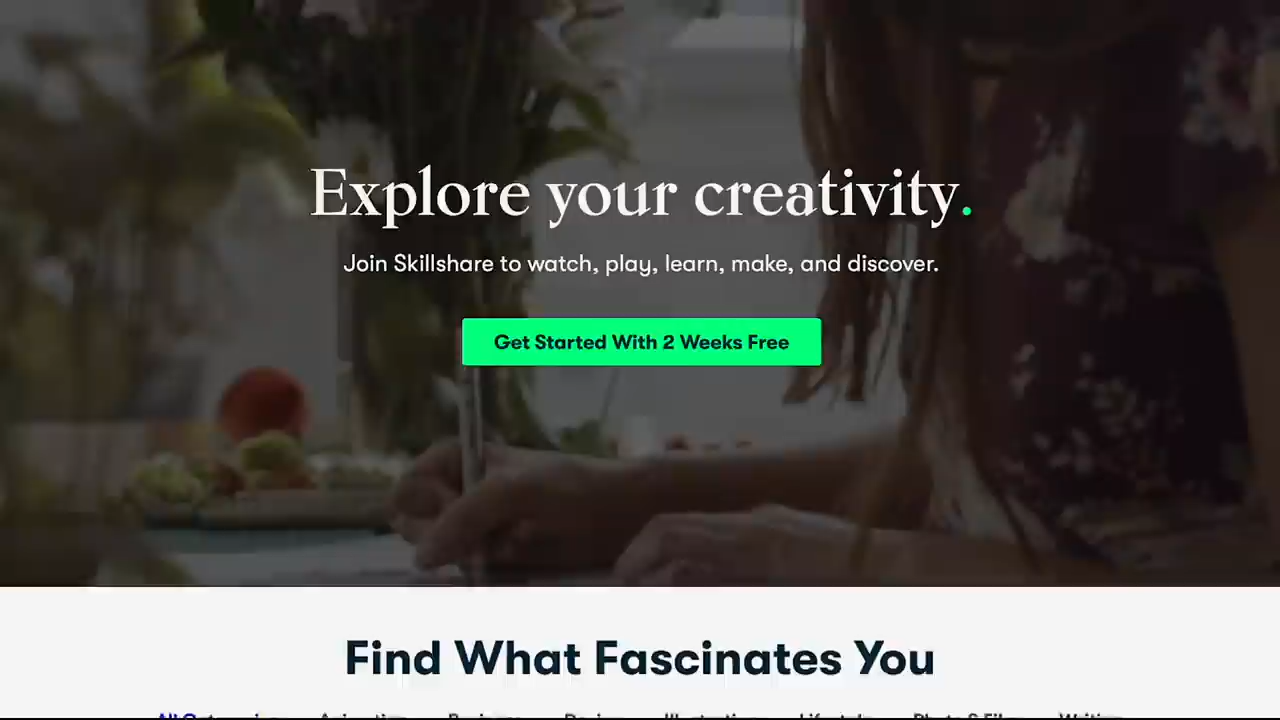 Explore your creativity.
Join Skillshare to watch, play, learn, make, and discover.
Get Started With 2 Weeks Free
Find What Fascinates You